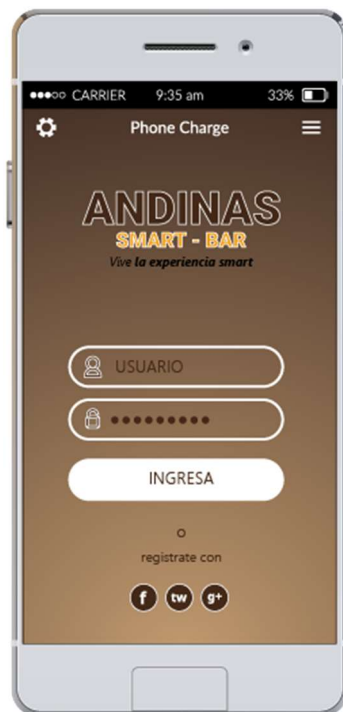 CARRIER 9:35 am 33%
Phone Charge
ANDINAS
SMART - BAR
Vive la experiencia smart
USUARIO
INGRESA
o
registrate con
f tw g+